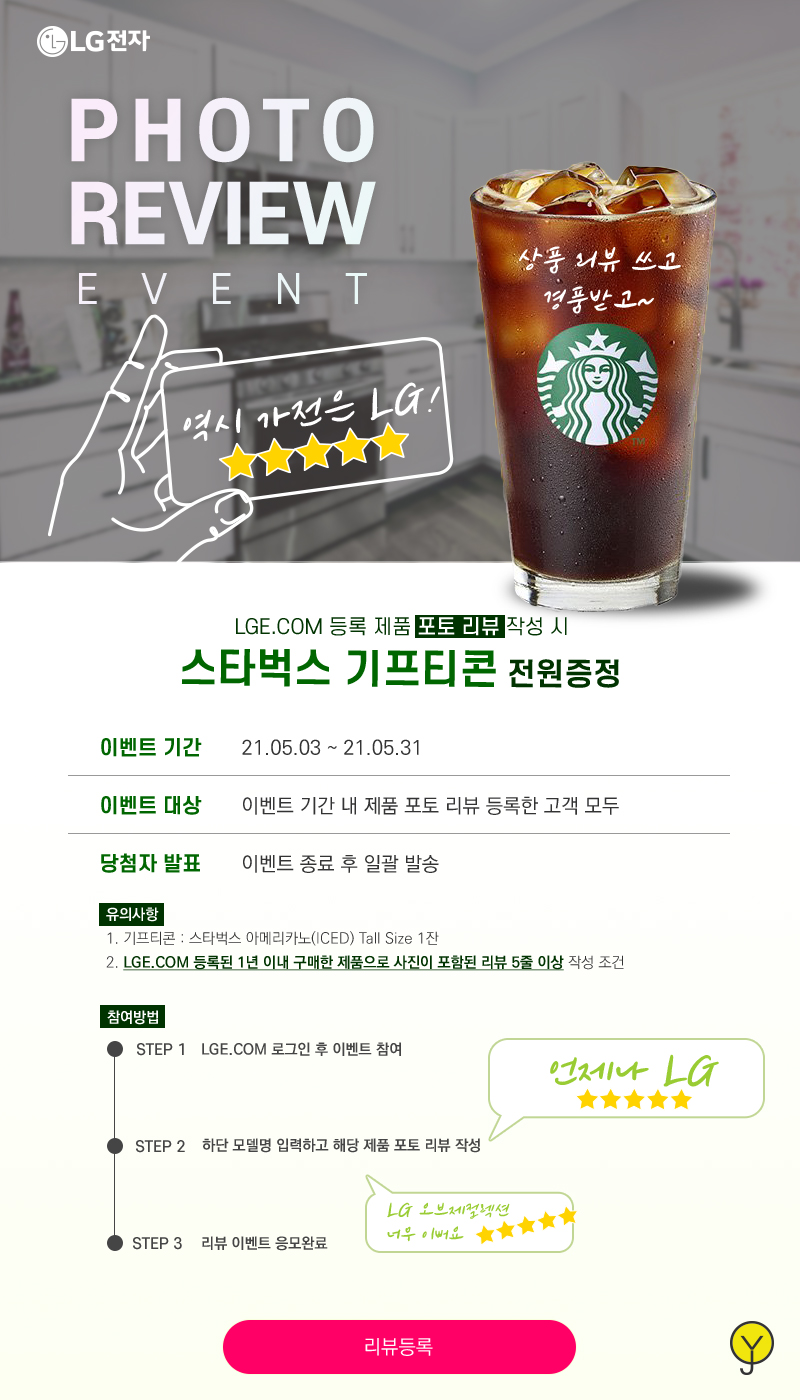 LG전자
PHOTO
REVIEW
EVENT
상품 리뷰 쓰고
경품받고~
역시 가전은 LG!
TM
LGE.COM 등록 제품 포토 리뷰 작성 시
스타벅스 기프티콘 전원증정
이벤트 기간 21.05.03 ~ 21.05.31
이벤트 대상 이벤트 기간 내 제품 포토 리뷰 등록한 고객 모두
당첨자 발표 이벤트 종료 후 일괄 발송
유의사항
1. 기프티콘 : 스타벅스 아메리카노(ICED) Tall Size 1잔
2. LGE.COM 등록된 1년 이내 구매한 제품으로 사진이 포함된 리뷰 5줄 이상 작성 조건
참여방법
STEP 1 LGE.COM 로그인 후 이벤트 참여
언제나 LG
STEP 2 하단 모델명 입력하고 해당 제품 포토 리뷰 작성
LG 오브제컬렉션
너무 이뻐요
STEP 3 리뷰 이벤트 응모완료
리뷰등록
YJ